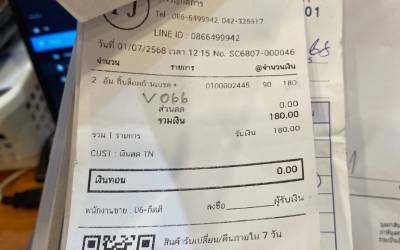 Tel : 086-6499942, 042-326517
LINE ID : 0866499942
วันที่ 01/07/2568 เวลา 12:15 No. SC6807-000046
จำนวน รายการ @จำนวนเงิน
2 อัน 0100002445 90 180
V Obb
ส่วนลด 0.00
รวมเงิน 180.00
รวม 1 รายการ รับเงิน 180.00
CUST : เงินสด TN
เงินทอน 0.00
พนักงานขาย : 06-กิตติ ลงชื่อ ผู้รับเงิน
สินค้ารับเปลี่ยน/คืนภายใน 7 วัน
01